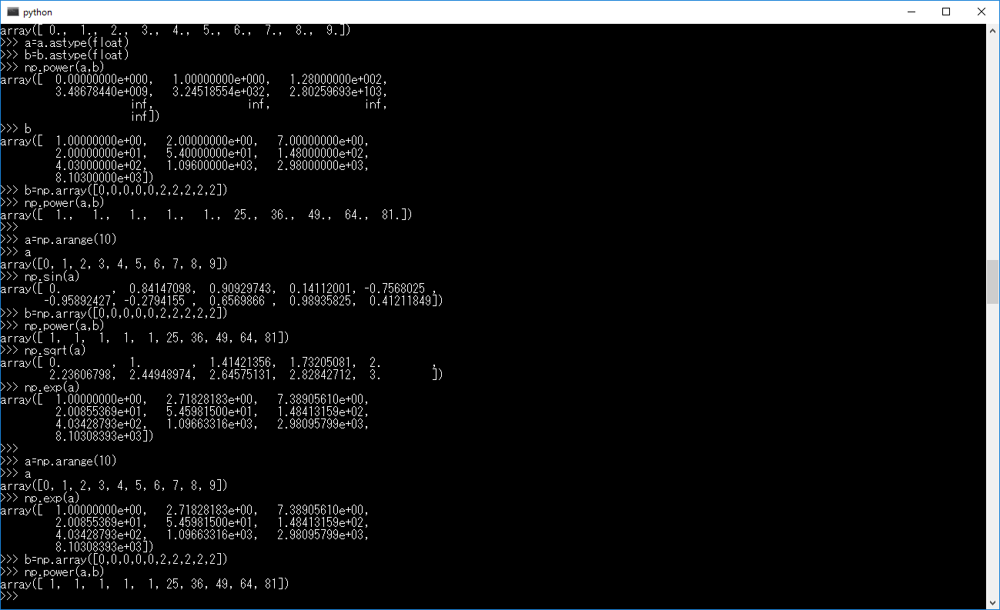 python
array([ 0.,  1.,  2.,  3.,  4.,  5.,  6.,  7.,  8.,  9.])
>>> a=a.astype(float)
>>> b=b.astype(float)
>>> np.power(a,b)
array([  0.00000000e+000,   1.00000000e+000,   1.28000000e+002,
         3.48678440e+009,   3.24518554e+032,   2.80259693e+103,
                     inf,               inf,               inf,
                     inf])
>>> b
array([  1.00000000e+00,   2.00000000e+00,   7.00000000e+00,
         2.00000000e+01,   5.40000000e+01,   1.48000000e+02,
         4.03000000e+02,   1.09600000e+03,   2.98000000e+03,
         8.10300000e+03])
>>> b=np.array([0,0,0,0,0,2,2,2,2,2])
>>> np.power(a,b)
array([  1.,   1.,   1.,   1.,   1.,  25.,  36.,  49.,  64.,  81.])
>>>
>>> a=np.arange(10)
>>> a
array([0, 1, 2, 3, 4, 5, 6, 7, 8, 9])
>>> np.sin(a)
array([ 0.        ,  0.84147098,  0.90929743,  0.14112001, -0.7568025 ,
       -0.95892427, -0.2794155 ,  0.6569866 ,  0.98935825,  0.41211849])
>>> b=np.array([0,0,0,0,0,2,2,2,2,2])
>>> np.power(a,b)
array([ 1,  1,  1,  1,  1, 25, 36, 49, 64, 81])
>>> np.sqrt(a)
array([ 0.        ,  1.        ,  1.41421356,  1.73205081,  2.        ,
        2.23606798,  2.44948974,  2.64575131,  2.82842712,  3.        ])
>>> np.exp(a)
array([  1.00000000e+00,   2.71828183e+00,   7.38905610e+00,
         2.00855369e+01,   5.45981500e+01,   1.48413159e+02,
         4.03428793e+02,   1.09663316e+03,   2.98095799e+03,
         8.10308393e+03])
>>>
>>> a=np.arange(10)
>>> a
array([0, 1, 2, 3, 4, 5, 6, 7, 8, 9])
>>> np.exp(a)
array([  1.00000000e+00,   2.71828183e+00,   7.38905610e+00,
         2.00855369e+01,   5.45981500e+01,   1.48413159e+02,
         4.03428793e+02,   1.09663316e+03,   2.98095799e+03,
         8.10308393e+03])
>>> b=np.array([0,0,0,0,0,2,2,2,2,2])
>>> np.power(a,b)
array([ 1,  1,  1,  1,  1, 25, 36, 49, 64, 81])
>>>